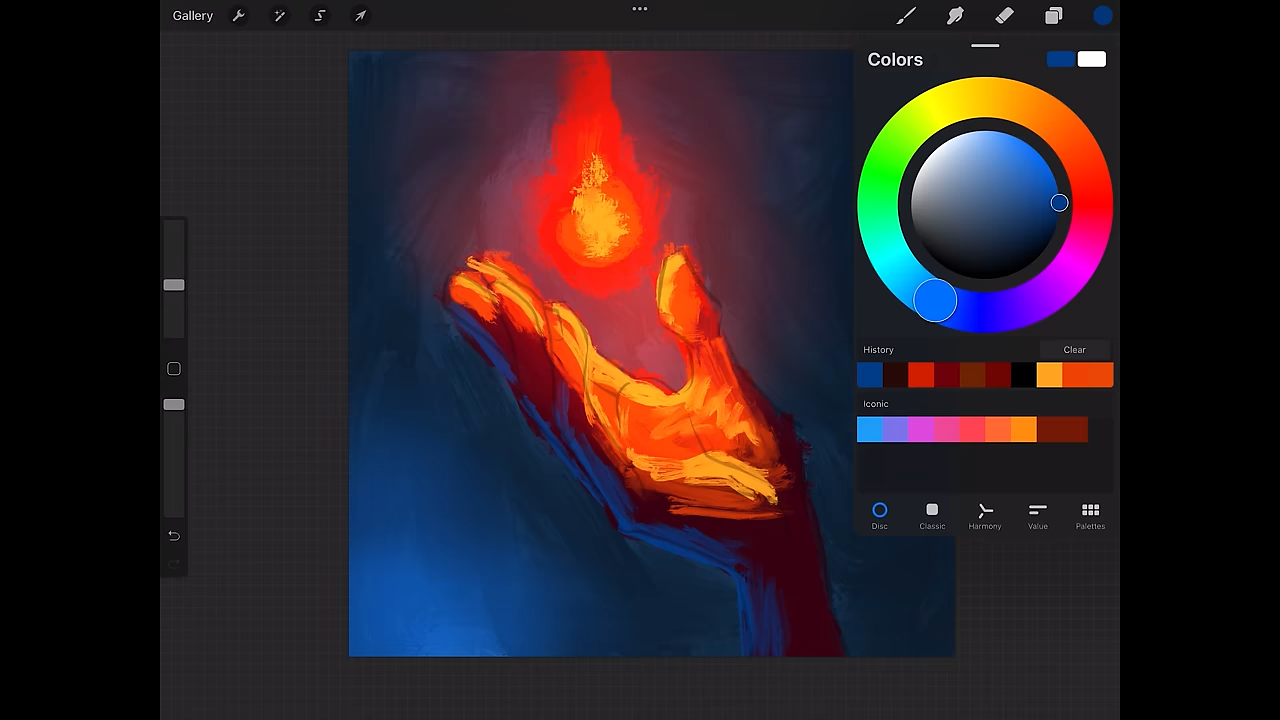 Gallery
Colors
History
Clear
Iconic
Disc
Classic
Harmony
Value
Palettes